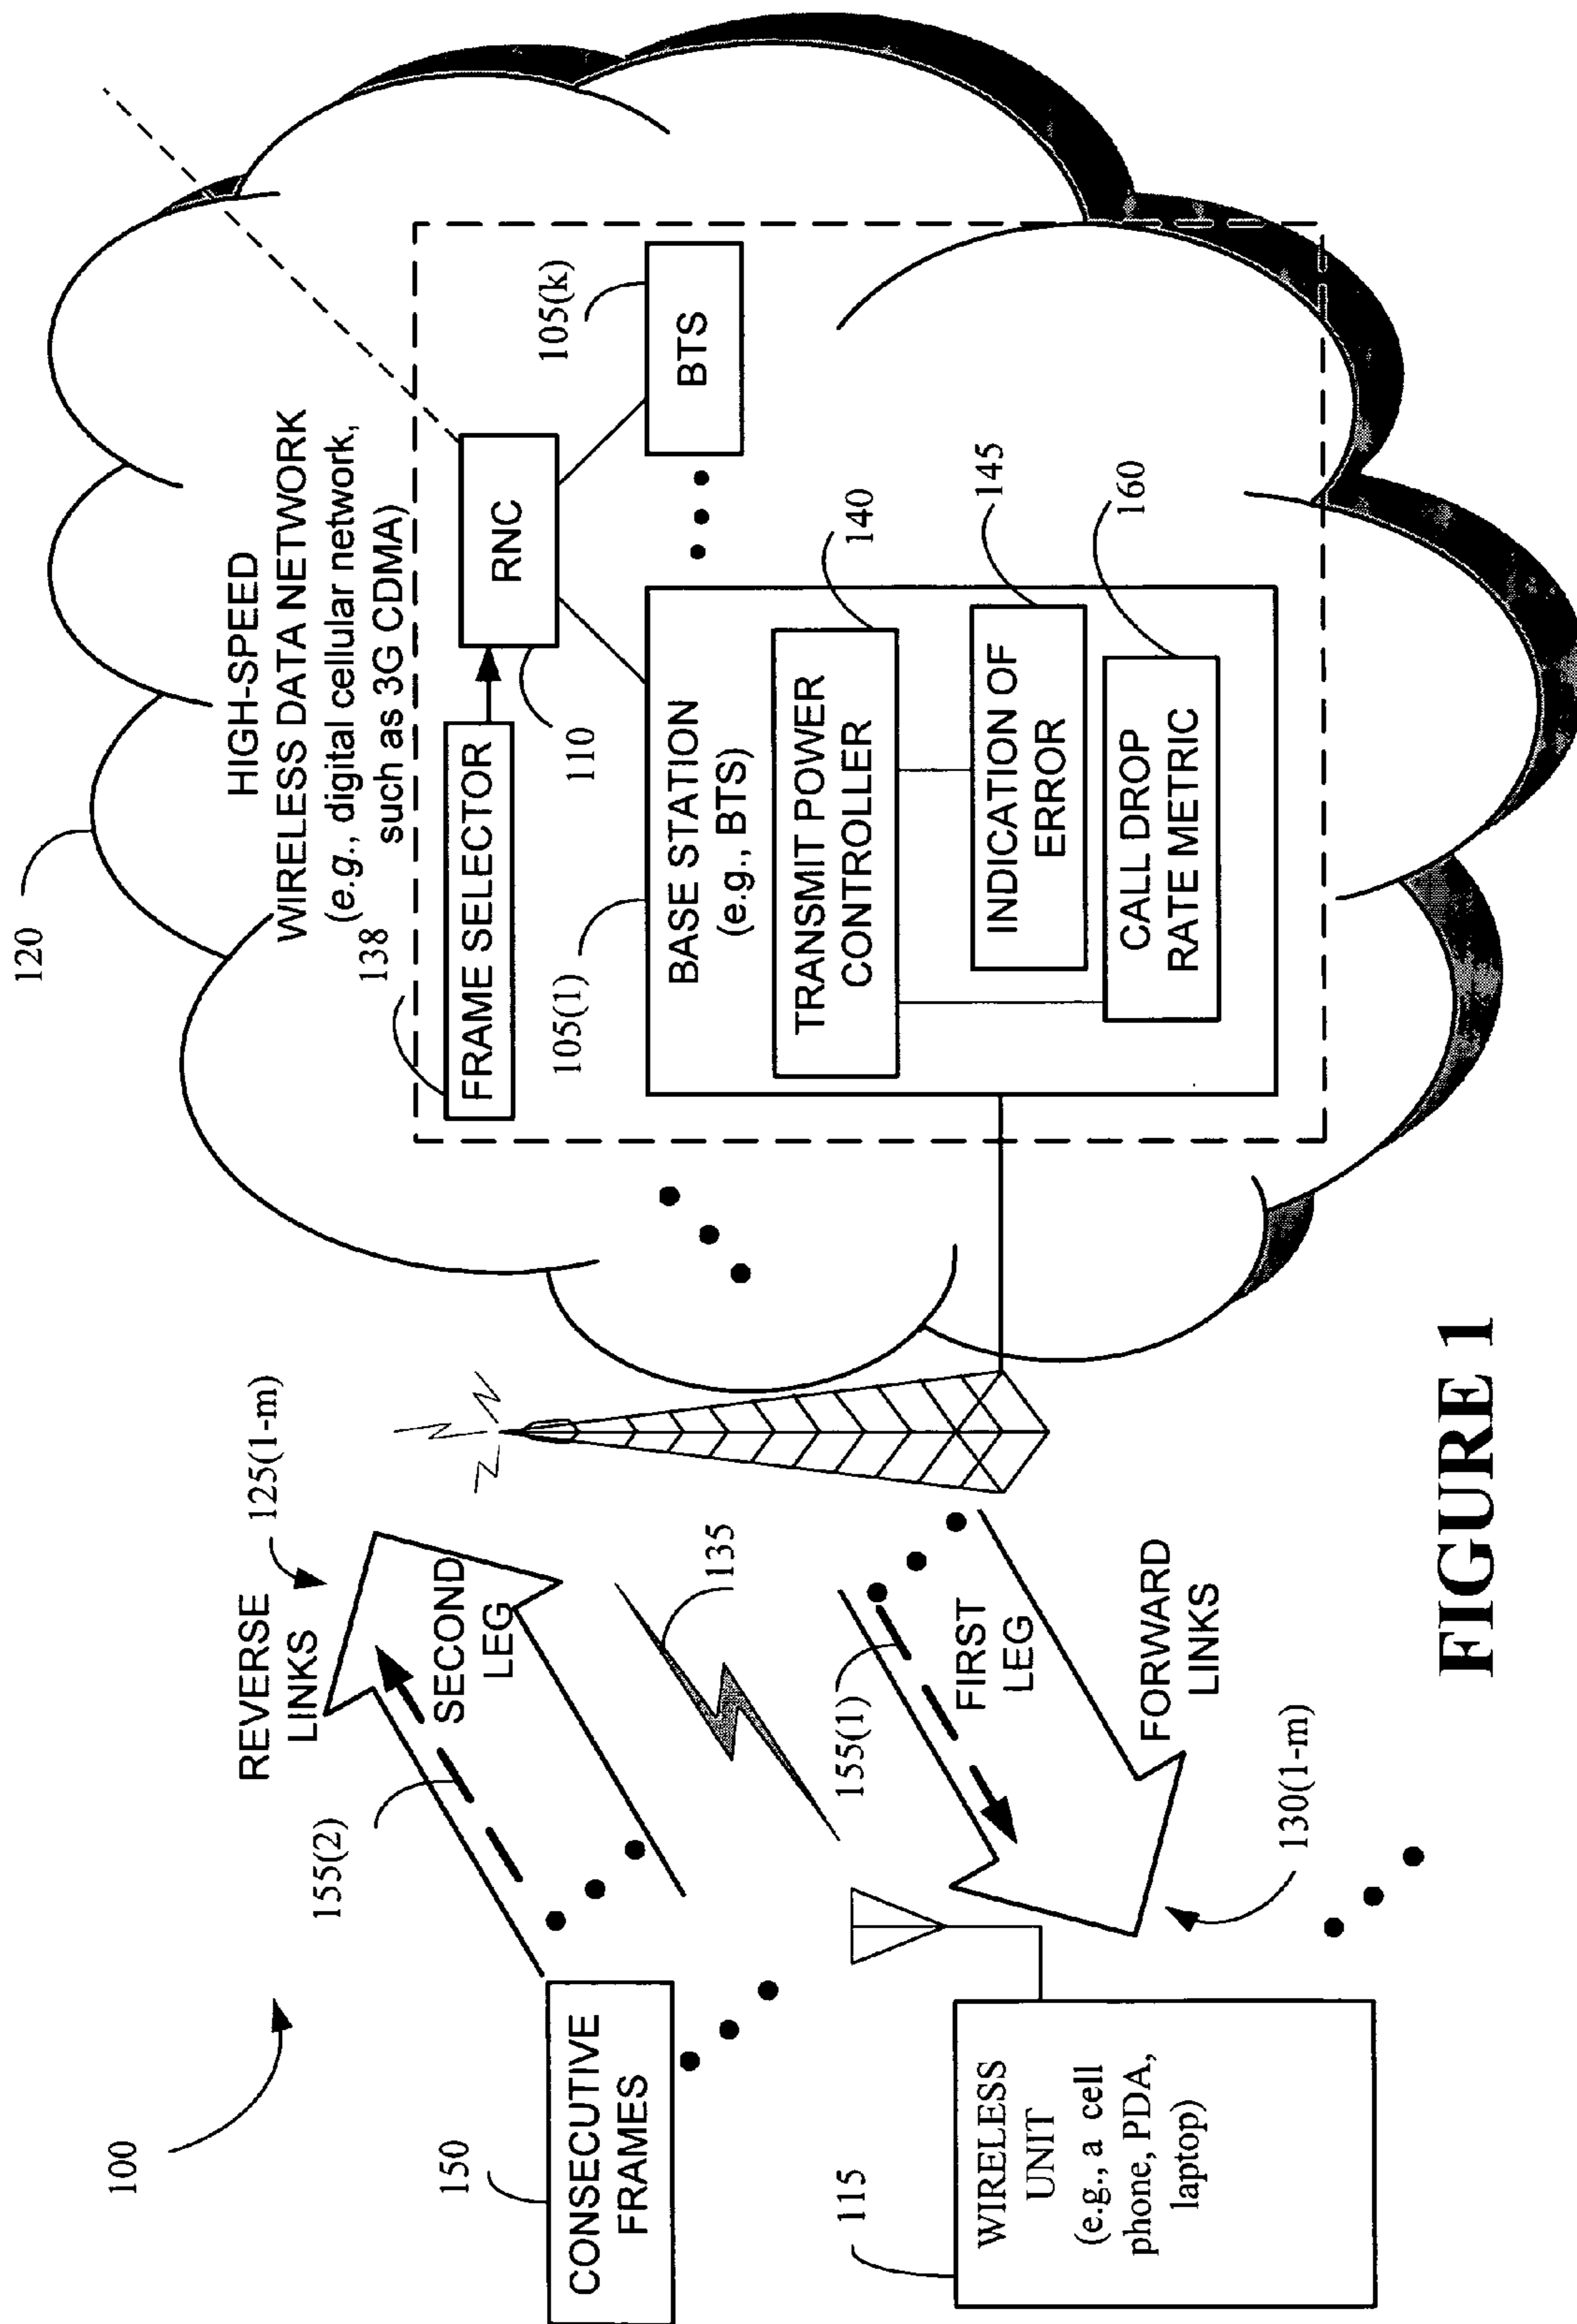 100
120
HIGH-SPEED
WIRELESS DATA NETWORK
(e.g., digital cellular network,
such as 3G CDMA)
138
FRAME SELECTOR
110
RNC
105(k)
BTS
105(1)
BASE STATION
(e.g., BTS)
TRANSMIT POWER
CONTROLLER
140
INDICATION OF
ERROR
145
CALL DROP
RATE METRIC
160
REVERSE
LINKS
125(1-m)
155(2)
SECOND
LEG
135
150
CONSECUTIVE
FRAMES
155(1)
FIRST
LEG
FORWARD
LINKS
130(1-m)
115
WIRELESS
UNIT
(e.g., a cell
phone, PDA,
laptop)
FIGURE 1